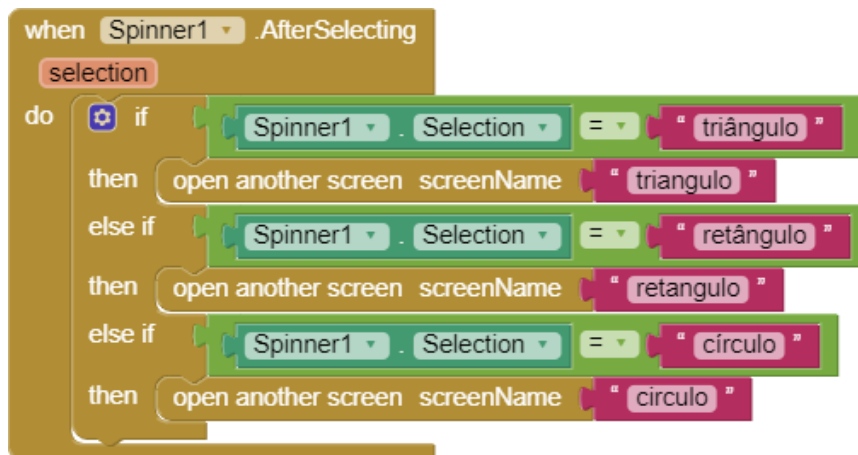 when Spinner1 .AfterSelecting
selection
do if Spinner1 . Selection = " triângulo "
then open another screen screenName " triangulo "
else if Spinner1 . Selection = " retângulo "
then open another screen screenName " retangulo "
else if Spinner1 . Selection = " círculo "
then open another screen screenName " circulo "